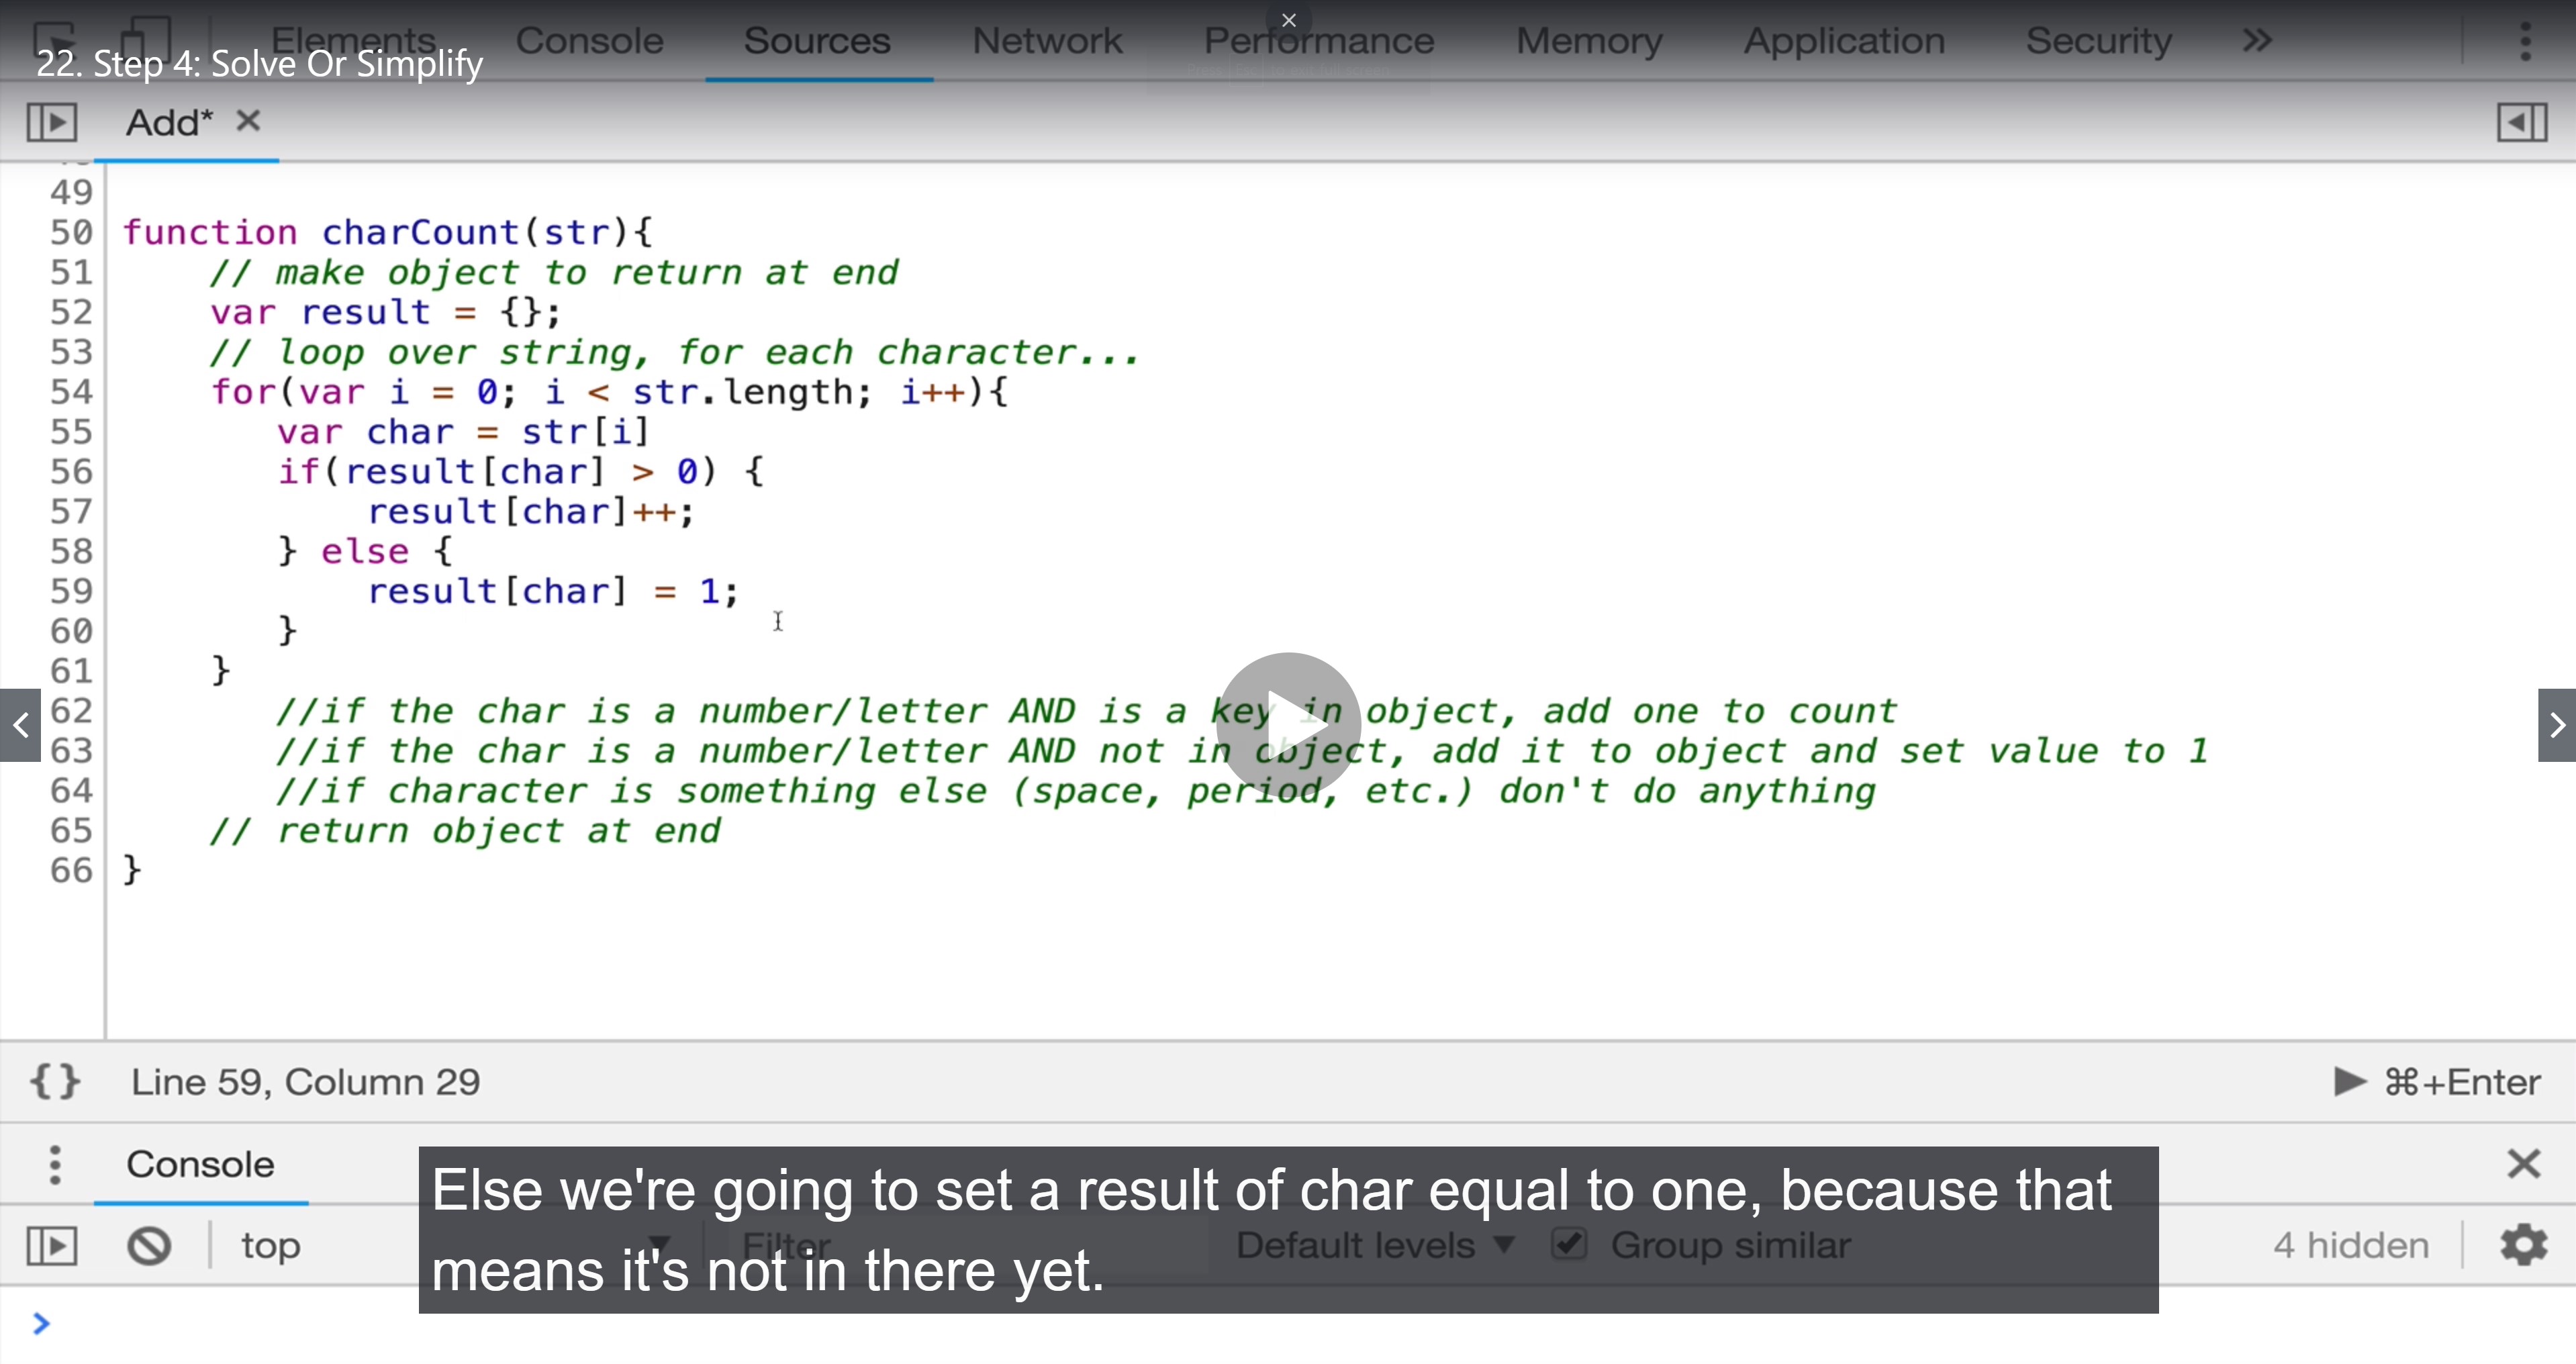 Elements Console Sources Network Performance Memory Application Security
22. Step 4: Solve Or Simplify
Add*
49
50 function charCount(str){
51 // make object to return at end
52 var result = {};
53 // loop over string, for each character...
54 for(var i = 0; i < str.length; i++){
55 var char = str[i]
56 if(result[char] > 0) {
57 result[char]++;
58 } else {
59 result[char] = 1;
60 }
61 }
62 //if the char is a number/letter AND is a key in object, add one to count
63 //if the char is a number/letter AND not in object, add it to object and set value to 1
64 //if character is something else (space, period, etc.) don't do anything
65 // return object at end
66 }
{} Line 59, Column 29 ⌘+Enter
Console
Else we're going to set a result of char equal to one, because that
means it's not in there yet.
top Filter Default levels Group similar 4 hidden